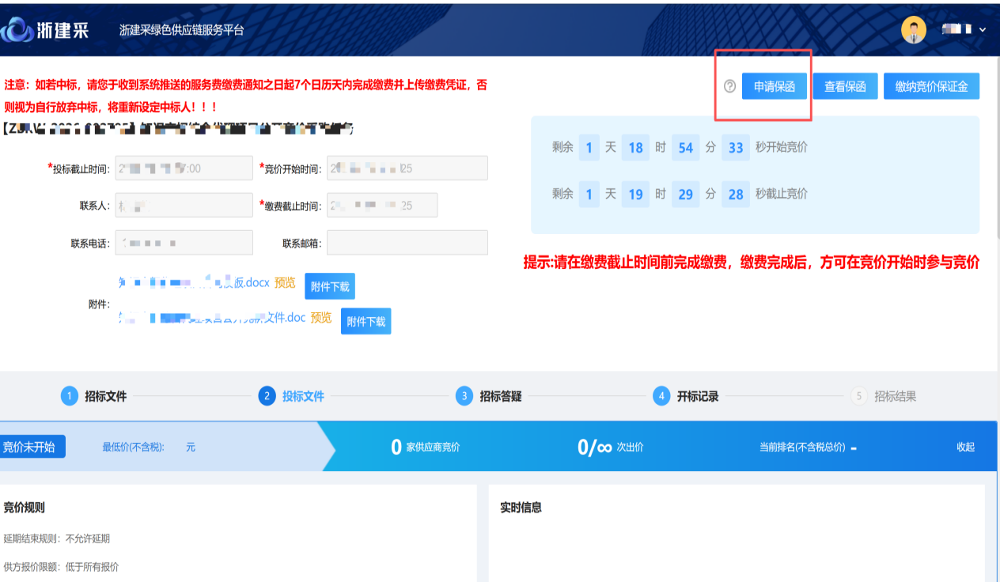 浙建采 浙建采绿色供应链服务平台
注意：如若中标，请您于收到系统推送的服务费缴费通知之日起7个日历天内完成缴费并上传缴费凭证，否
则视为自行放弃中标，将重新设定中标人！！！
申请保函 查看保函 缴纳竞价保证金
剩余 1 天 18 时 54 分 33 秒开始竞价
剩余 1 天 19 时 29 分 28 秒截止竞价
提示:请在缴费截止时间前完成缴费，缴费完成后，方可在竞价开始时参与竞价
*投标截止时间: :00 *竞价开始时间: 25
联系人: *缴费截止时间: 25
联系电话: 联系邮箱:
附件:
板.docx 预览 附件下载
文件.doc 预览 附件下载
1 招标文件 2 投标文件 3 招标答疑 4 开标记录 5 招标结果
竞价未开始 最低价(不含税): 元 0 家供应商竞价 0/∞ 次出价 当前排名(不含税总价) - 收起
竞价规则 实时信息
延期结束规则: 不允许延期
供方报价限额: 低于所有报价